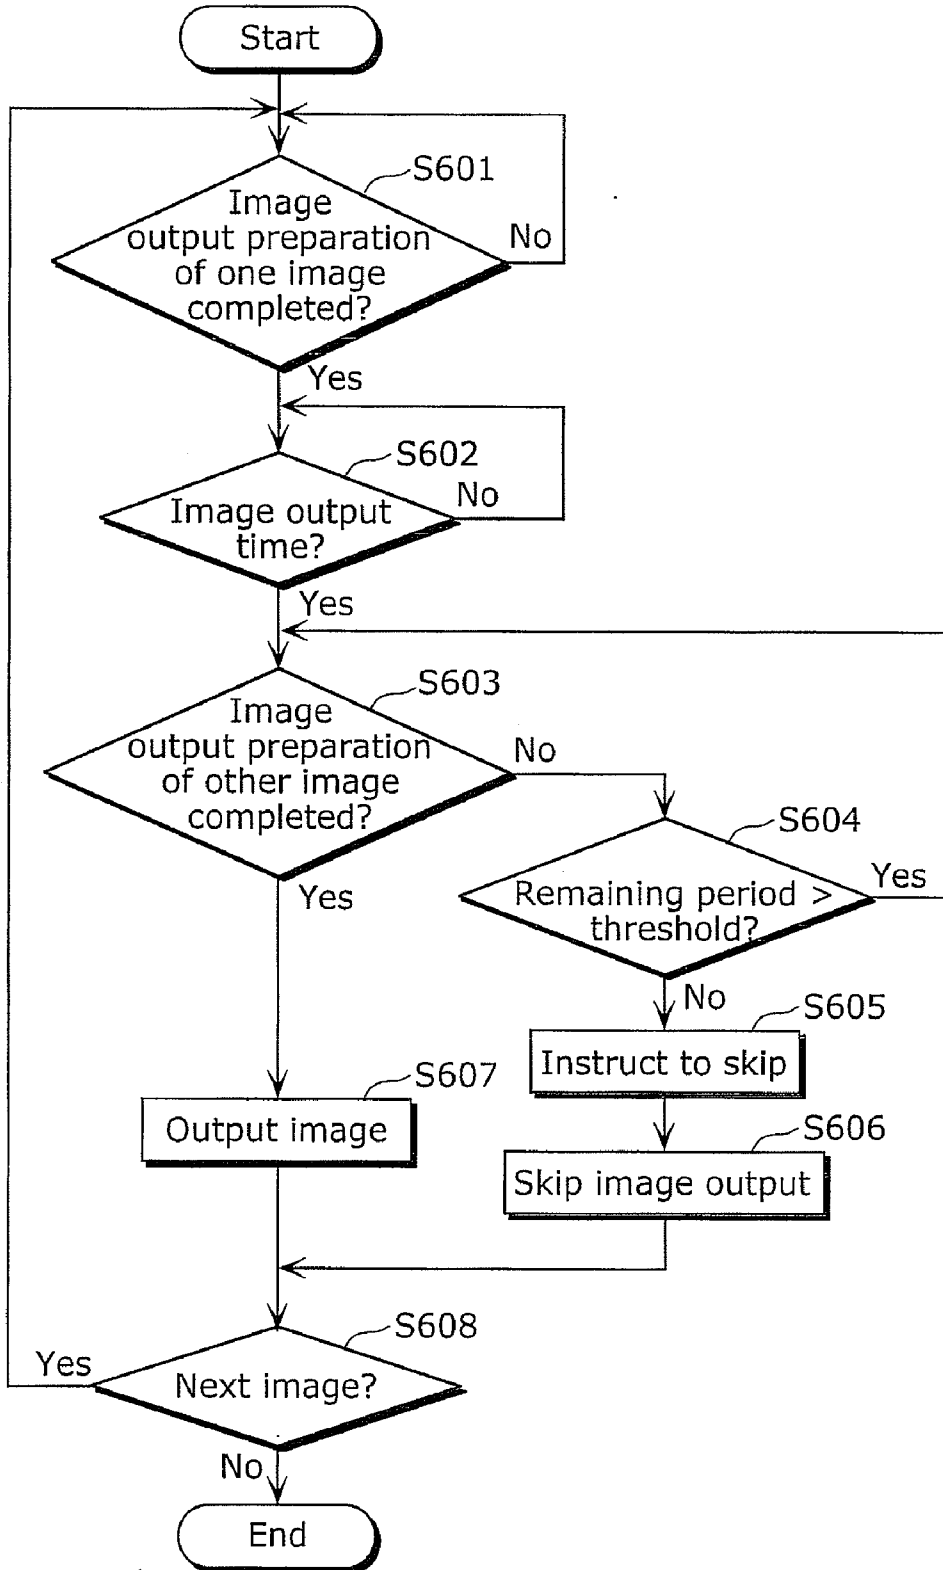 Start
S601
Image
output preparation
of one image
completed?
No
Yes
S602
Image output
time?
No
Yes
S603
Image
output preparation
of other image
completed?
No
Yes
S604
Remaining period >
threshold?
Yes
No
S605
Instruct to skip
S607
Output image
S606
Skip image output
S608
Next image?
Yes
No
End